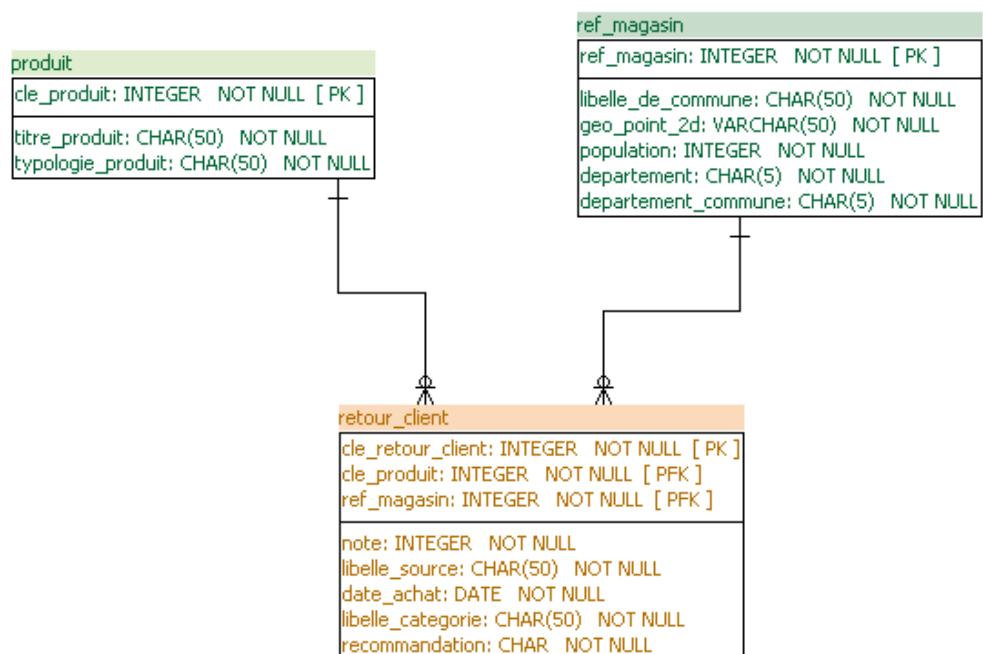 produit
cle_produit: INTEGER NOT NULL [ PK ]
titre_produit: CHAR(50) NOT NULL
typologie_produit: CHAR(50) NOT NULL
ref_magasin
ref_magasin: INTEGER NOT NULL [ PK ]
libelle_de_commune: CHAR(50) NOT NULL
geo_point_2d: VARCHAR(50) NOT NULL
population: INTEGER NOT NULL
departement: CHAR(5) NOT NULL
departement_commune: CHAR(5) NOT NULL
retour_client
cle_retour_client: INTEGER NOT NULL [ PK ]
cle_produit: INTEGER NOT NULL [ PFK ]
ref_magasin: INTEGER NOT NULL [ PFK ]
note: INTEGER NOT NULL
libelle_source: CHAR(50) NOT NULL
date_achat: DATE NOT NULL
libelle_categorie: CHAR(50) NOT NULL
recommandation: CHAR NOT NULL